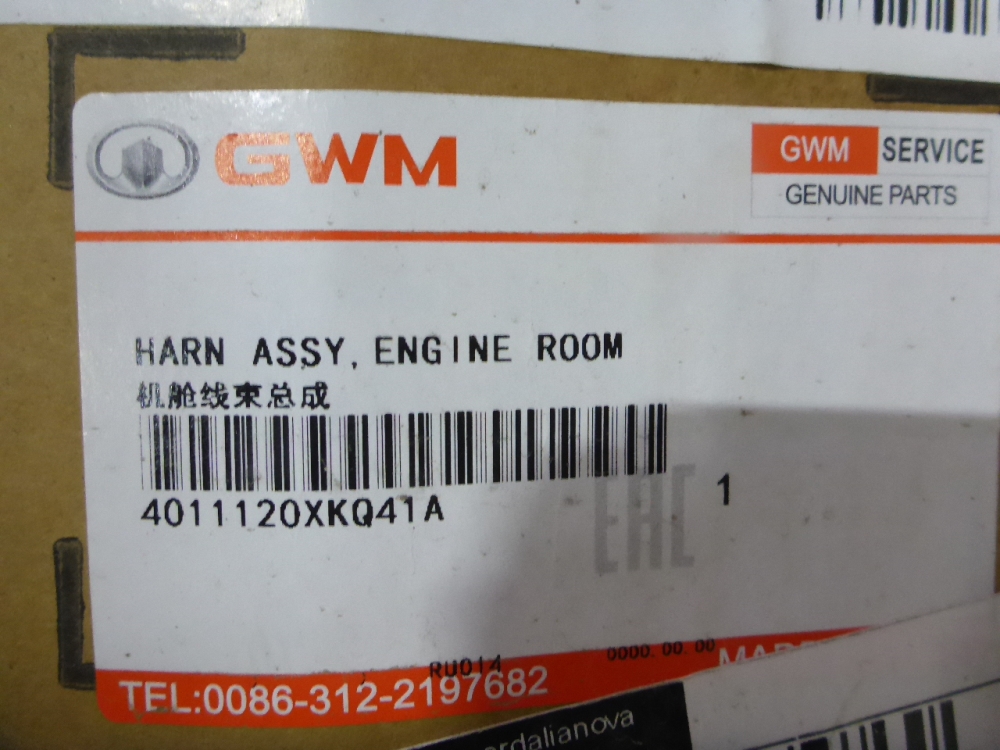 GWM
GWM SERVICE
GENUINE PARTS
HARN ASSY, ENGINE ROOM
机舱线束总成
4011120XKQ41A
1
EAC
RU014
0000.00.00
TEL:0086-312-2197682